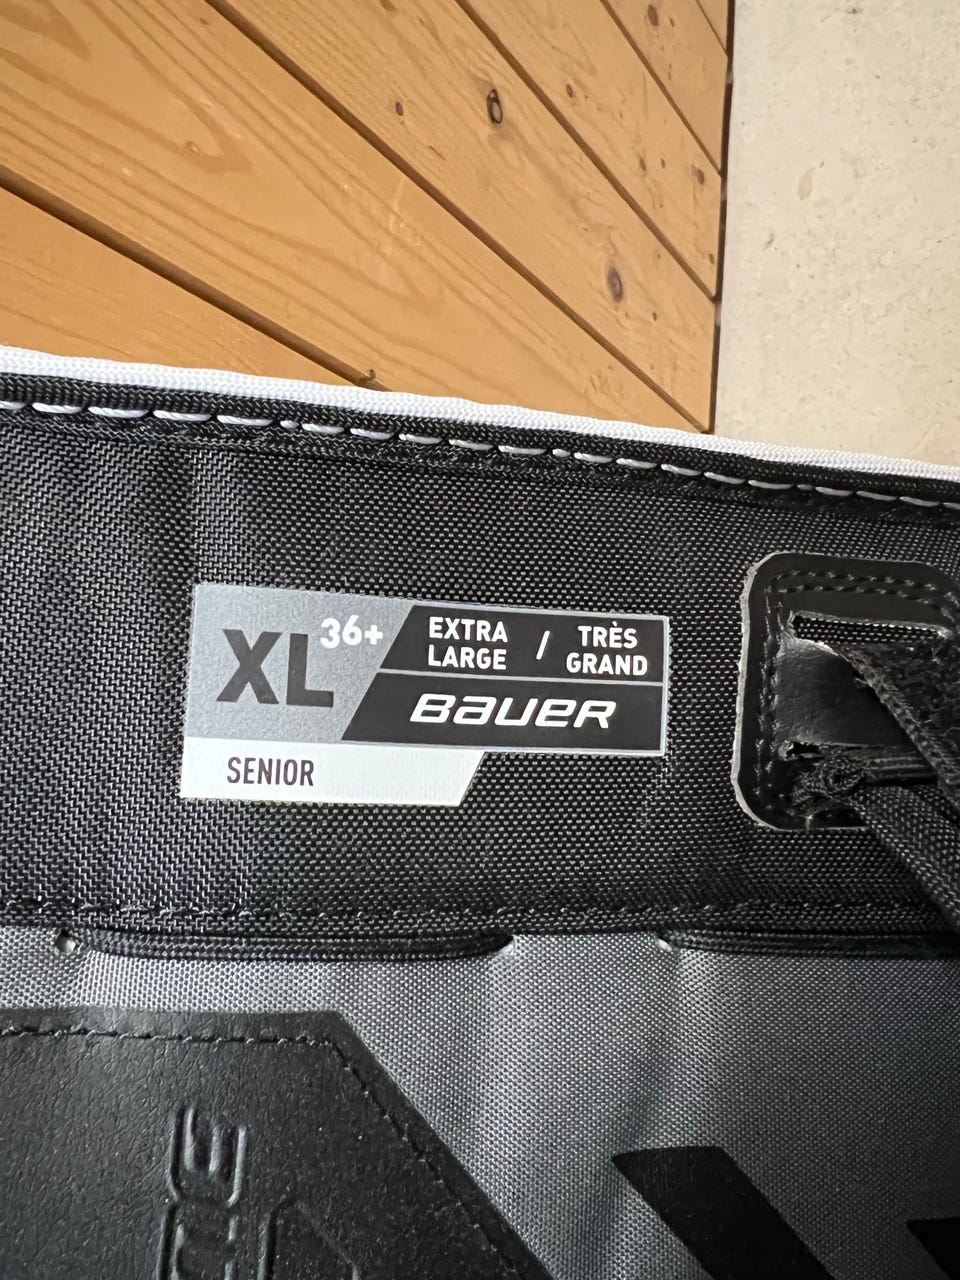 XL 36+
EXTRA LARGE / TRÈS GRAND
BAUER
SENIOR